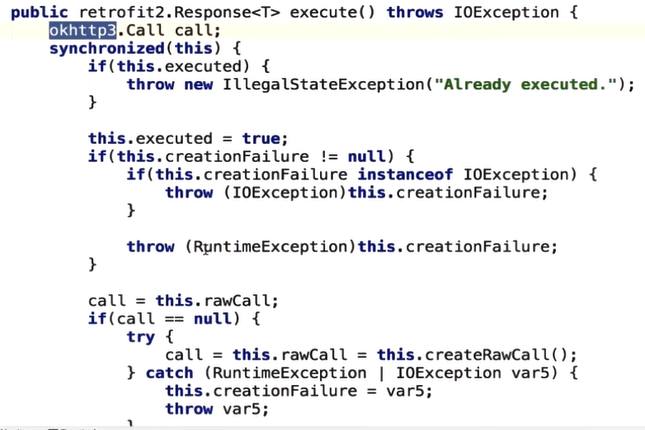 public retrofit2.Response<T> execute() throws IOException {
    okhttp3.Call call;
    synchronized(this) {
        if(this.executed) {
            throw new IllegalStateException("Already executed.");
        }

        this.executed = true;
        if(this.creationFailure != null) {
            if(this.creationFailure instanceof IOException) {
                throw (IOException)this.creationFailure;
            }

            throw (RuntimeException)this.creationFailure;
        }

        call = this.rawCall;
        if(call == null) {
            try {
                call = this.rawCall = this.createRawCall();
            } catch (RuntimeException | IOException var5) {
                this.creationFailure = var5;
                throw var5;
            }